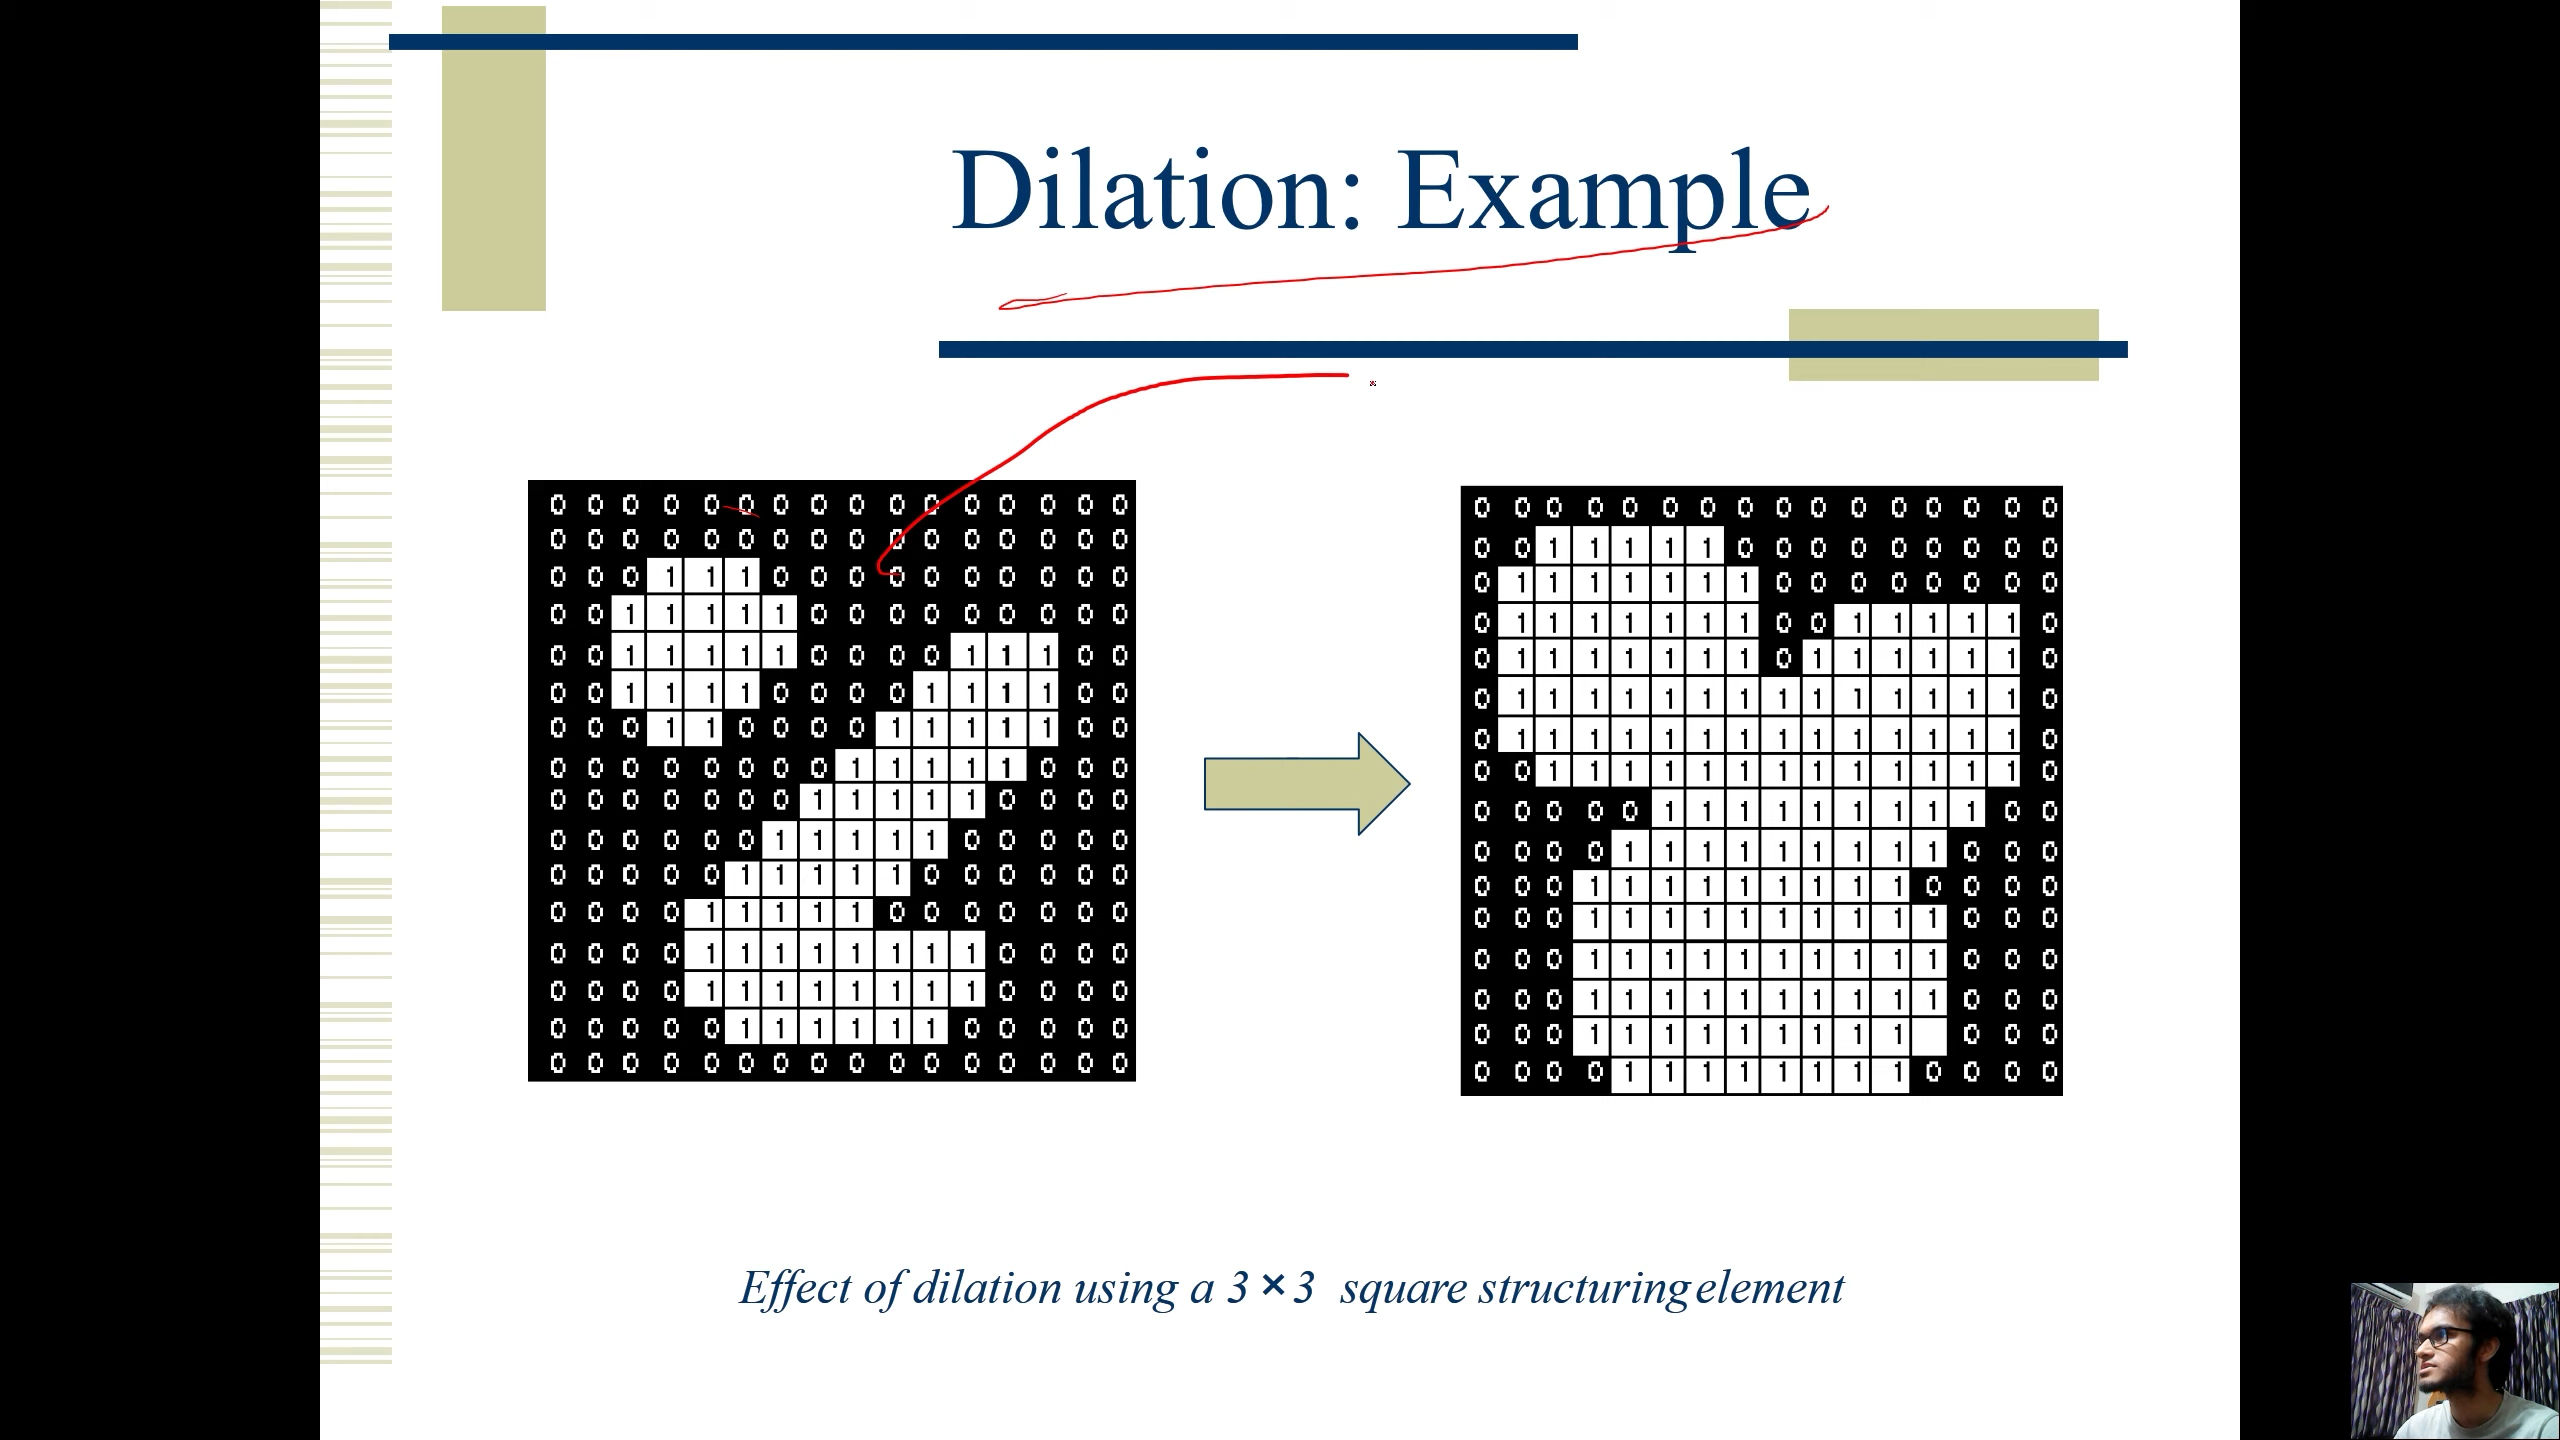 Dilation: Example
0 0 0 0 0 0 0 0 0 0 0 0 0 0 0 0
0 0 0 0 0 0 0 0 0 0 0 0 0 0 0 0
0 0 0 1 1 1 0 0 0 0 0 0 0 0 0 0
0 0 1 1 1 1 1 0 0 0 0 0 0 0 0 0
0 0 1 1 1 1 1 0 0 0 0 1 1 1 0 0
0 0 1 1 1 1 0 0 0 0 1 1 1 1 0 0
0 0 0 1 1 0 0 0 0 1 1 1 1 1 0 0
0 0 0 0 0 0 0 0 1 1 1 1 1 0 0 0
0 0 0 0 0 0 0 1 1 1 1 1 0 0 0 0
0 0 0 0 0 0 1 1 1 1 1 0 0 0 0 0
0 0 0 0 0 1 1 1 1 1 0 0 0 0 0 0
0 0 0 0 1 1 1 1 1 0 0 0 0 0 0 0
0 0 0 0 1 1 1 1 1 1 1 1 0 0 0 0
0 0 0 0 1 1 1 1 1 1 1 1 0 0 0 0
0 0 0 0 0 1 1 1 1 1 1 0 0 0 0 0
0 0 0 0 0 0 0 0 0 0 0 0 0 0 0 0
0 0 0 0 0 0 0 0 0 0 0 0 0 0 0 0
0 0 1 1 1 1 1 0 0 0 0 0 0 0 0 0
0 1 1 1 1 1 1 1 0 0 0 0 0 0 0 0
0 1 1 1 1 1 1 1 0 0 1 1 1 1 1 0
0 1 1 1 1 1 1 1 0 1 1 1 1 1 1 0
0 1 1 1 1 1 1 1 1 1 1 1 1 1 1 0
0 1 1 1 1 1 1 1 1 1 1 1 1 1 1 0
0 0 1 1 1 1 1 1 1 1 1 1 1 1 1 0
0 0 0 0 0 1 1 1 1 1 1 1 1 1 0 0
0 0 0 0 1 1 1 1 1 1 1 1 1 0 0 0
0 0 0 1 1 1 1 1 1 1 1 1 0 0 0 0
0 0 0 1 1 1 1 1 1 1 1 1 1 0 0 0
0 0 0 1 1 1 1 1 1 1 1 1 1 0 0 0
0 0 0 1 1 1 1 1 1 1 1 1 1 0 0 0
0 0 0 1 1 1 1 1 1 1 1 1 0 0 0
0 0 0 0 1 1 1 1 1 1 1 1 0 0 0 0
Effect of dilation using a 3 × 3 square structuring element